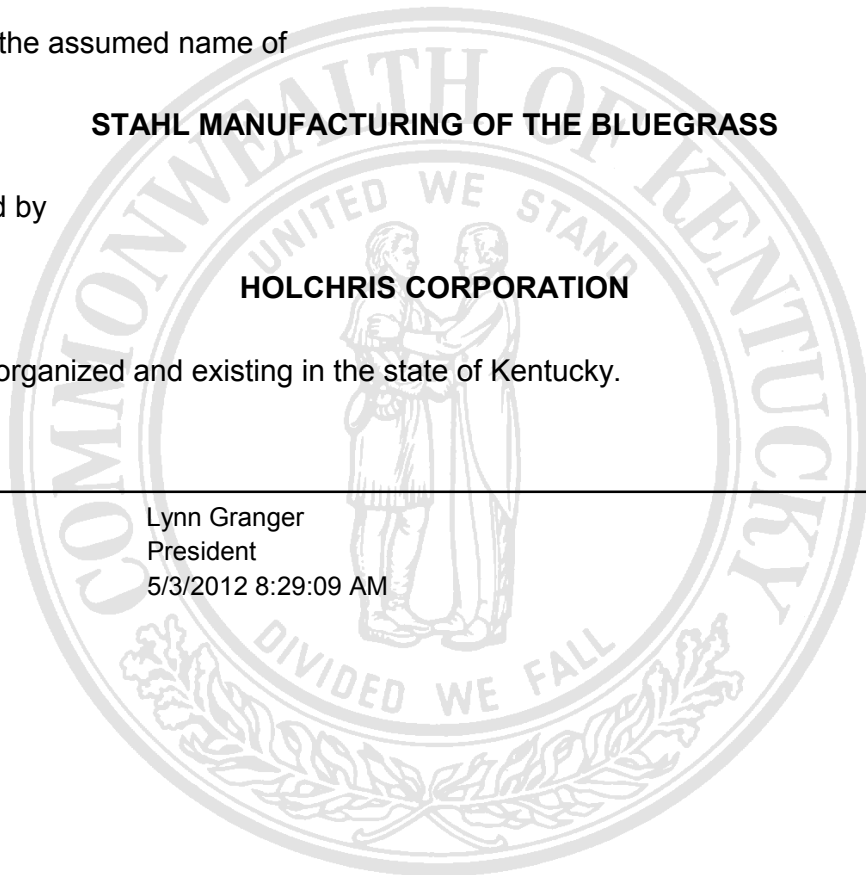 the assumed name of
STAHL MANUFACTURING OF THE BLUEGRASS
d by
HOLCHRIS CORPORATION
organized and existing in the state of Kentucky.
Lynn Granger
President
5/3/2012 8:29:09 AM
COMMONWEALTH OF KENTUCKY
UNITED WE STAND
DIVIDED WE FALL